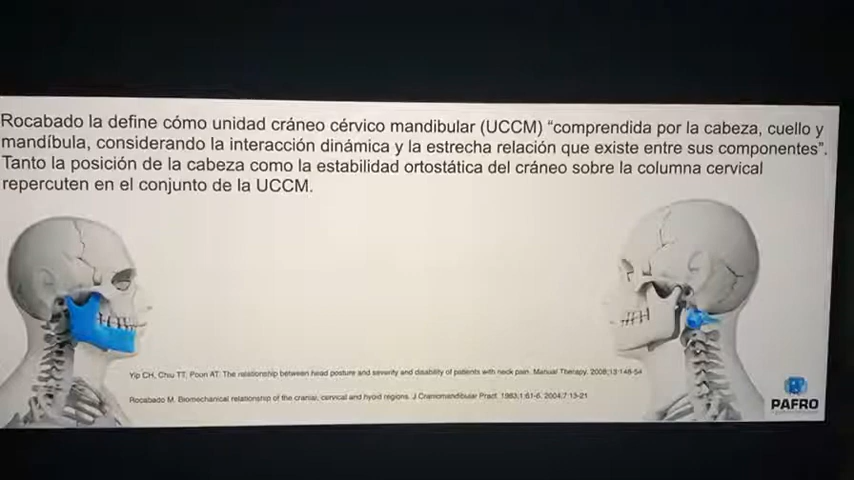 Rocabado la define cómo unidad cráneo cérvico mandibular (UCCM) “comprendida por la cabeza, cuello y
mandíbula, considerando la interacción dinámica y la estrecha relación que existe entre sus componentes”.
Tanto la posición de la cabeza como la estabilidad ortostática del cráneo sobre la columna cervical
repercuten en el conjunto de la UCCM.
Yip CH, Chiu TT, Poon AT. The relationship between head posture and severity and disability of patients with neck pain. Manual Therapy. 2008;13:148-54
Rocabado M. Biomechanical relationship of the cranial, cervical and hyoid regions. J Craniomandibular Pract. 1983;1:61-6. 2004;7:13-21
PAFRO